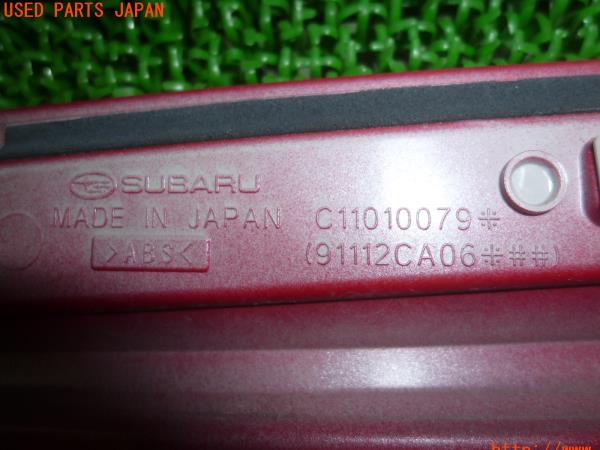 USED PARTS JAPAN
SUBARU
MADE IN JAPAN C11010079*
>ABS< (91112CA06*##)